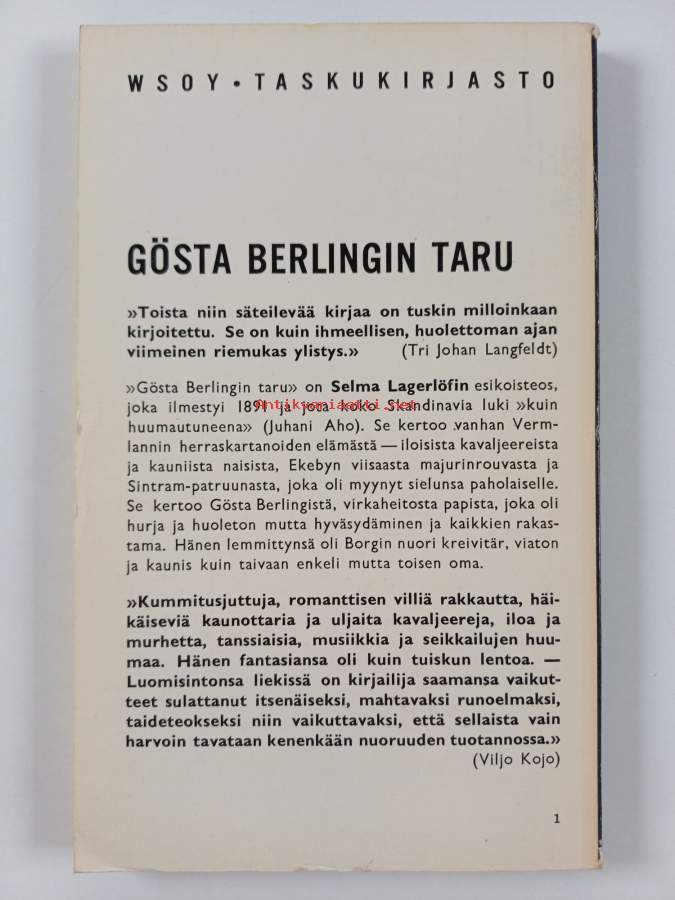 WSOY • TASKUKIRJASTO
GÖSTA BERLINGIN TARU
»Toista niin säteilevää kirjaa on tuskin milloinkaan
kirjoitettu. Se on kuin ihmeellisen, huolettoman ajan
viimeinen riemukas ylistys.» (Tri Johan Langfeldt)
»Gösta Berlingin taru» on Selma Lagerlöfin esikoisteos,
joka ilmestyi 1891 ja jota koko Skandinavia luki »kuin
Antikvariaatti.net
huumautuneena» (Juhani Aho). Se kertoo vanhan Verm-
lannin herraskartanoiden elämästä — iloisista kavaljeereista
ja kauniista naisista, Ekebyn viisaasta majurinrouvasta ja
Sintram-patruunasta, joka oli myynyt sielunsa paholaiselle.
Se kertoo Gösta Berlingistä, virkaheitosta papista, joka oli
hurja ja huoleton mutta hyväsydäminen ja kaikkien rakas-
tama. Hänen lemmittynsä oli Borgin nuori kreivitär, viaton
ja kaunis kuin taivaan enkeli mutta toisen oma.
»Kummitusjuttuja, romanttisen villiä rakkautta, häi-
käiseviä kaunottaria ja uljaita kavaljeereja, iloa ja
murhetta, tanssiaisia, musiikkia ja seikkailujen huu-
maa. Hänen fantasiansa oli kuin tuiskun lentoa. —
Luomisintonsa liekissä on kirjailija saamansa vaikut-
teet sulattanut itsenäiseksi, mahtavaksi runoelmaksi,
taideteokseksi niin vaikuttavaksi, että sellaista vain
harvoin tavataan kenenkään nuoruuden tuotannossa.»
(Viljo Kojo)
1